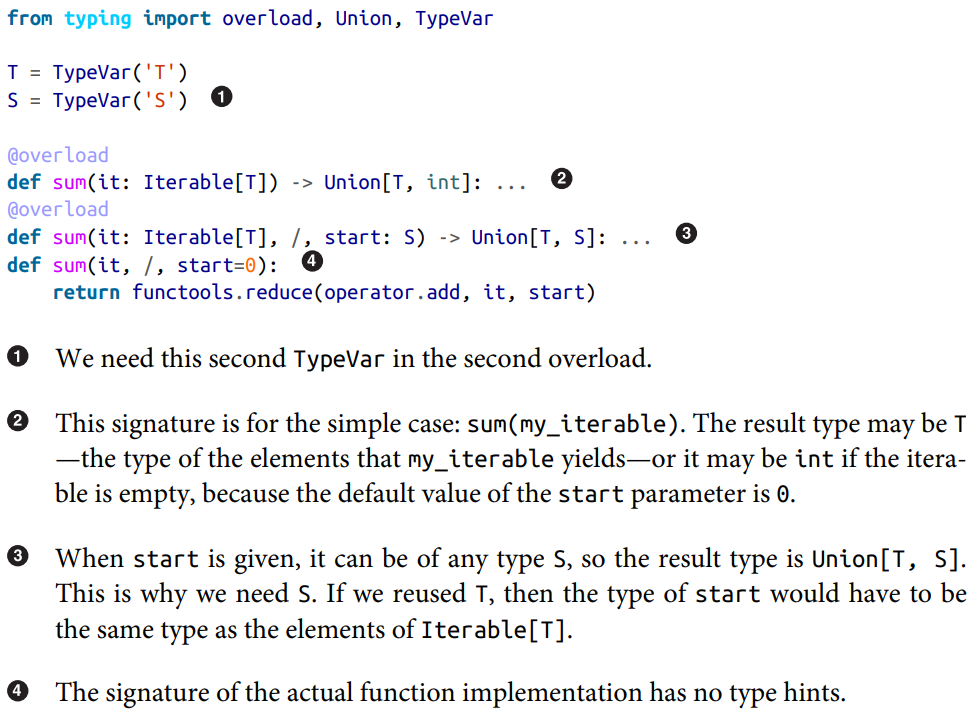 from typing import overload, Union, TypeVar
T = TypeVar('T')
S = TypeVar('S') ❶
@overload
def sum(it: Iterable[T]) -> Union[T, int]: ... ❷
@overload
def sum(it: Iterable[T], /, start: S) -> Union[T, S]: ... ❸
def sum(it, /, start=0): ❹
    return functools.reduce(operator.add, it, start)
❶ We need this second TypeVar in the second overload.
❷ This signature is for the simple case: sum(my_iterable). The result type may be T
—the type of the elements that my_iterable yields—or it may be int if the itera-
ble is empty, because the default value of the start parameter is 0.
❸ When start is given, it can be of any type S, so the result type is Union[T, S].
This is why we need S. If we reused T, then the type of start would have to be
the same type as the elements of Iterable[T].
❹ The signature of the actual function implementation has no type hints.